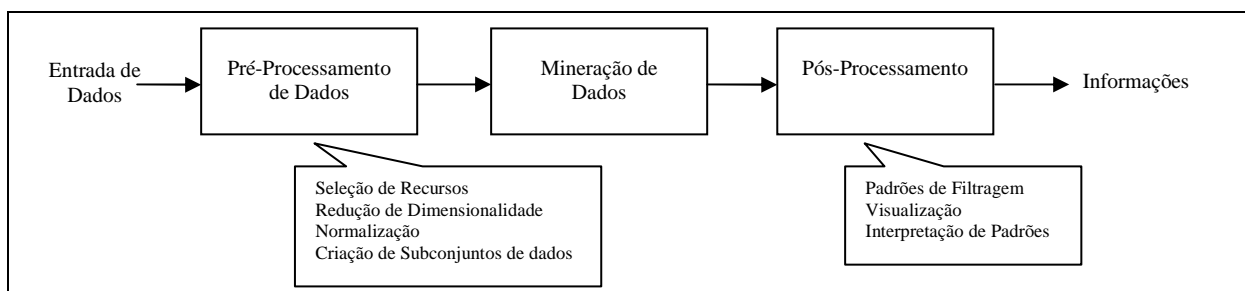 Entrada de
Dados
Pré-Processamento
de Dados
Mineração de
Dados
Pós-Processamento
Informações
Seleção de Recursos
Redução de Dimensionalidade
Normalização
Criação de Subconjuntos de dados
Padrões de Filtragem
Visualização
Interpretação de Padrões